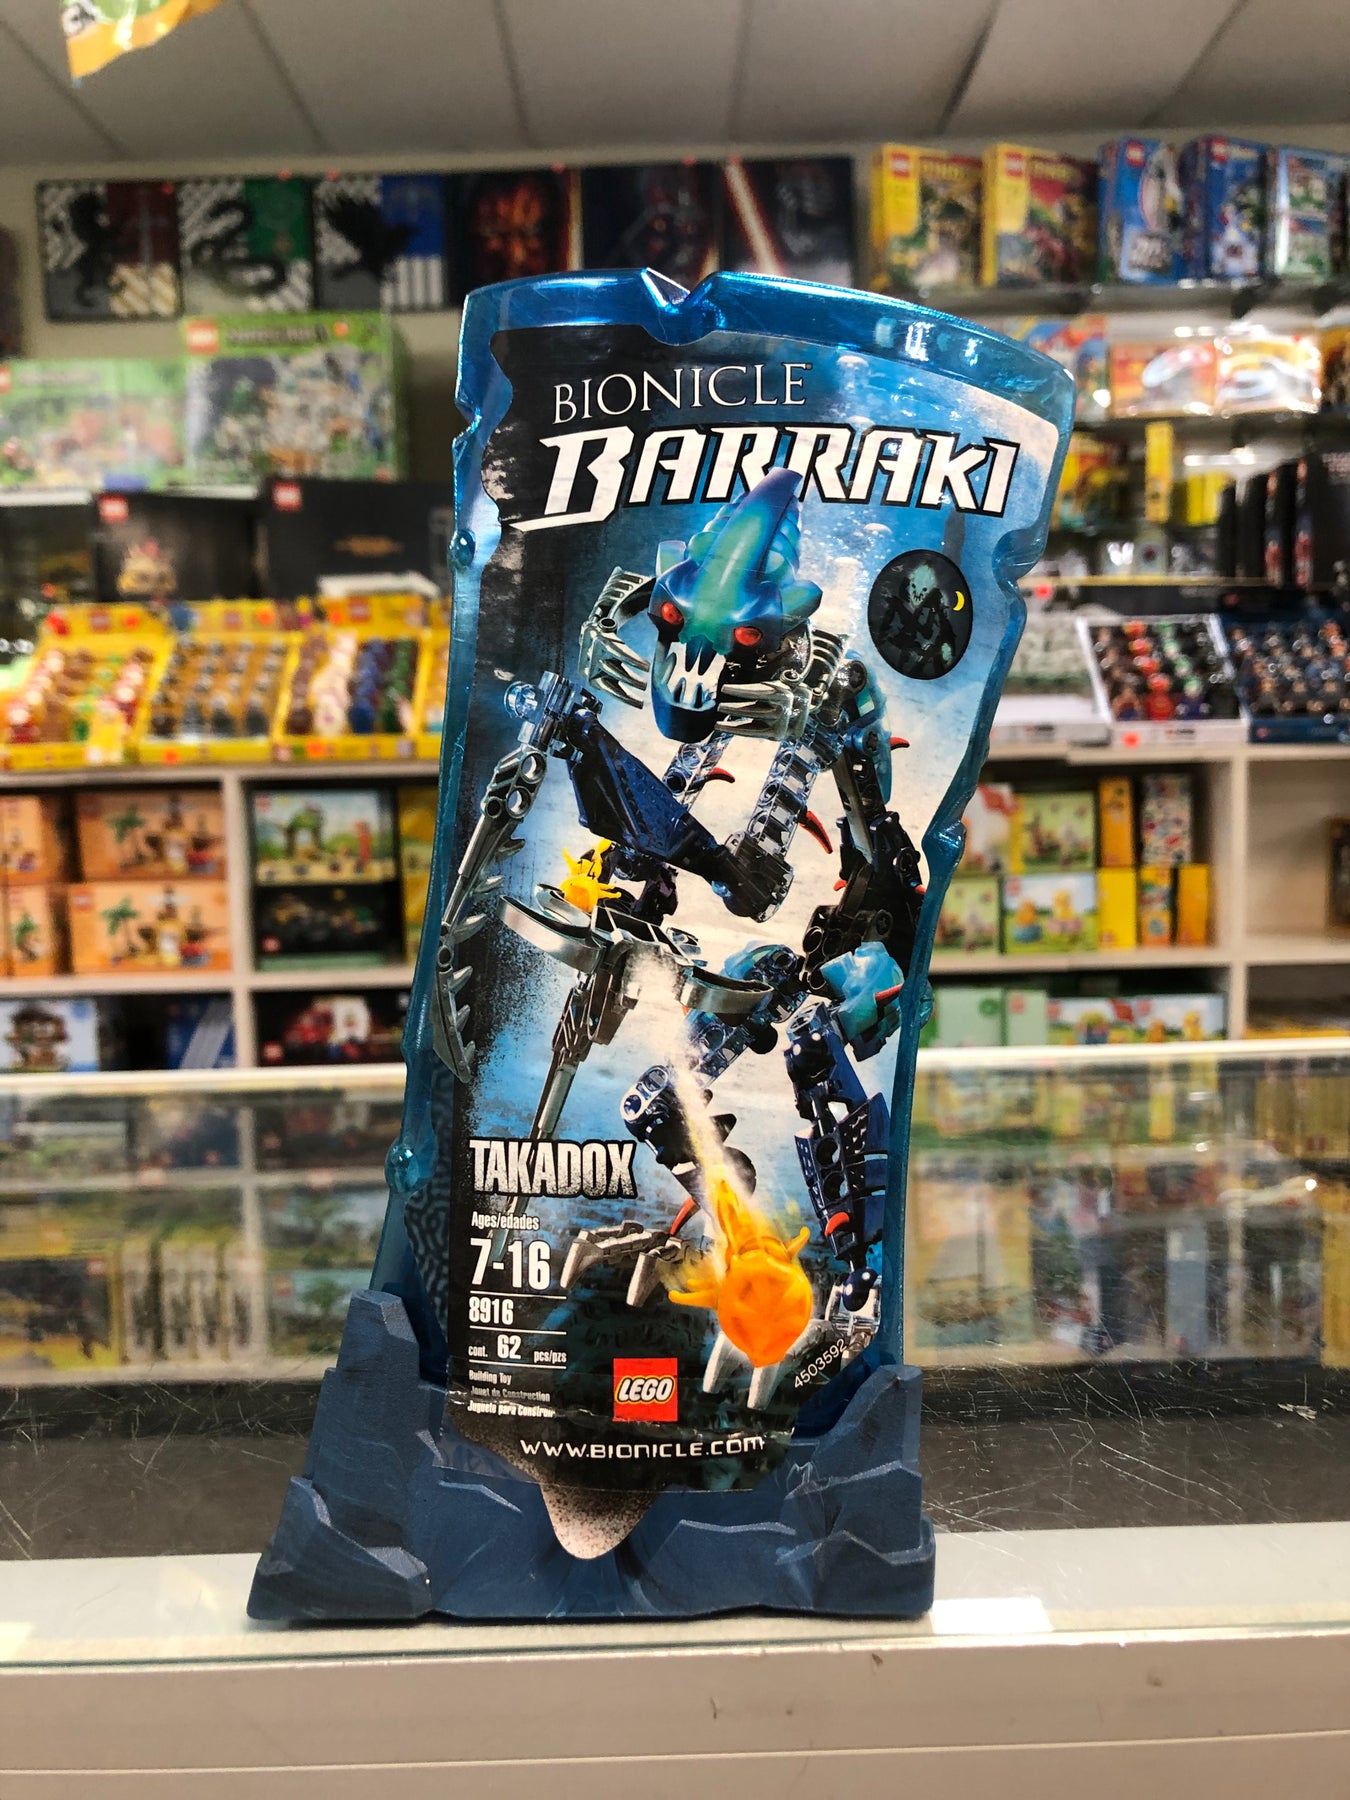 BIONICLE
BARRAKI
TAKADOX
Ages/edades
7-16
8916
cont. 62 pcs/pzs
Building Toy
Jouet de Construction
Juguete para Construir
LEGO
4503592
www.BIONICLE.com